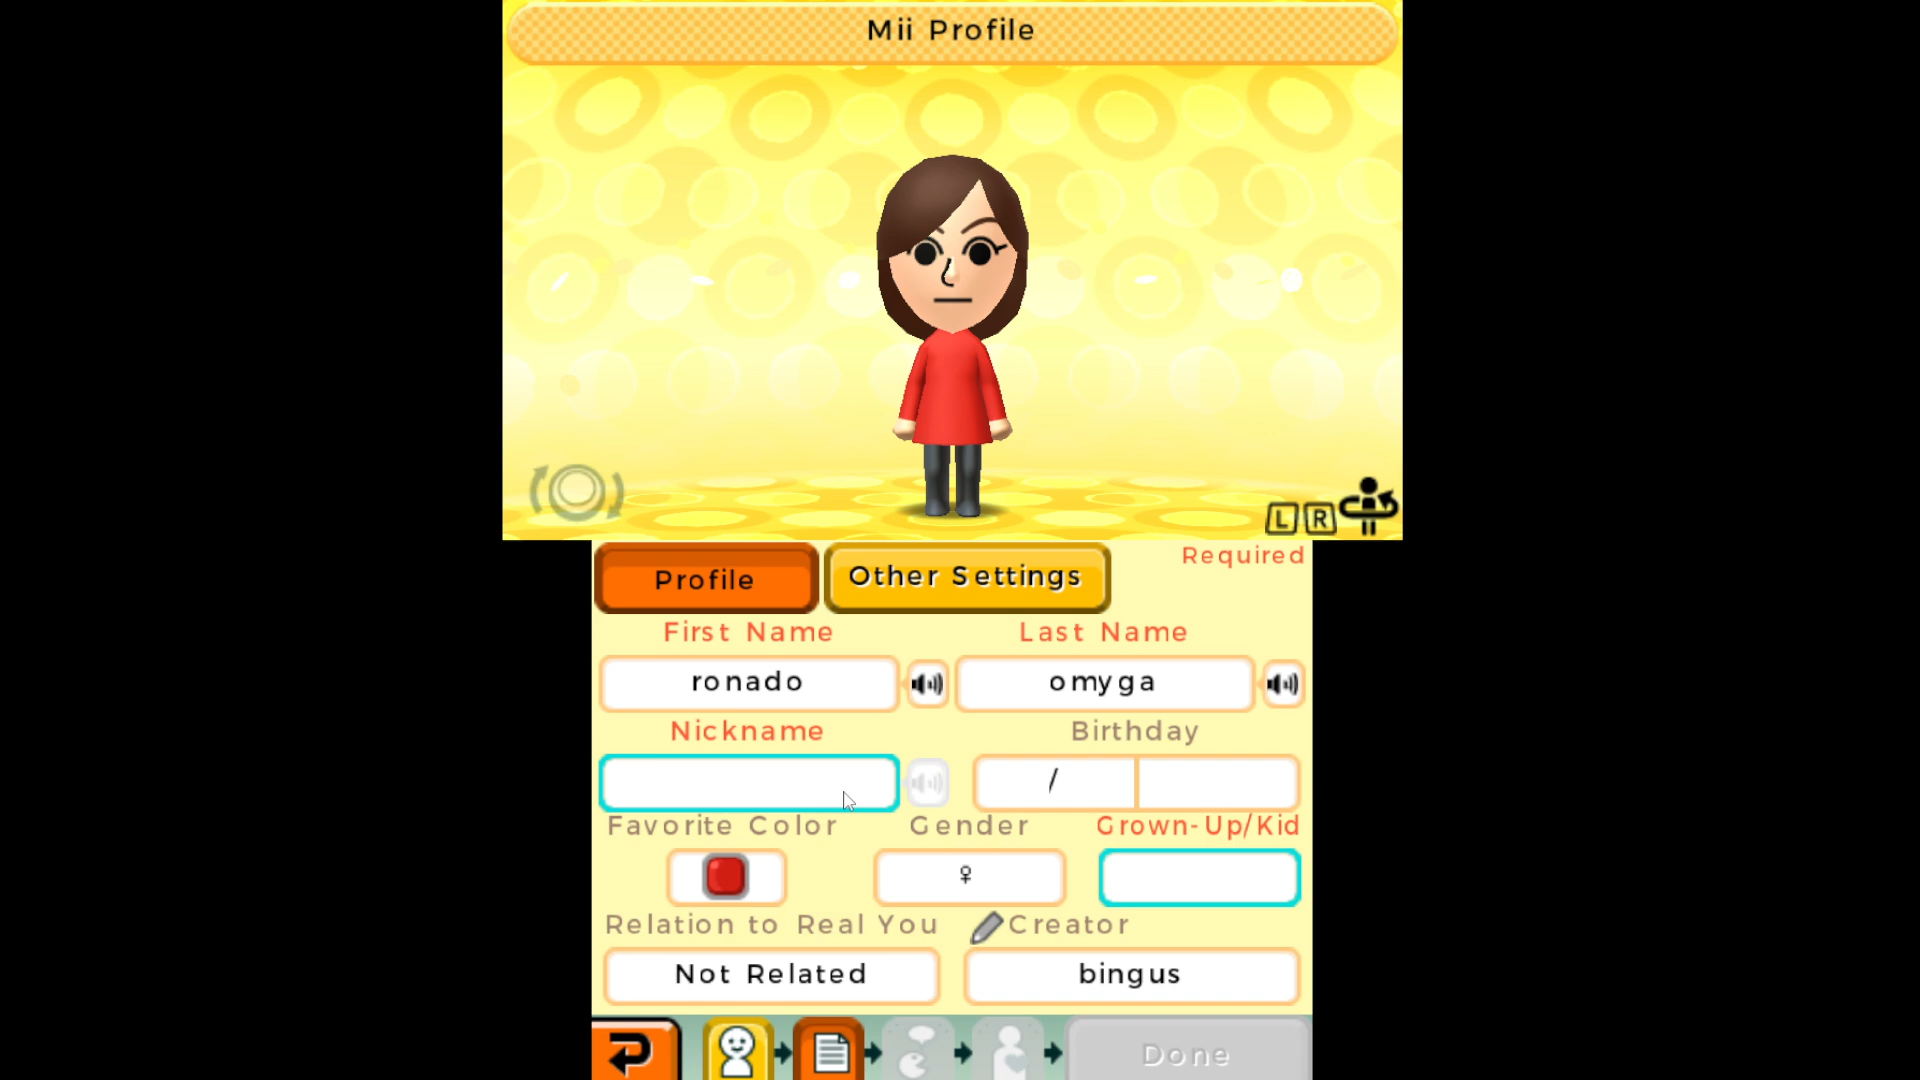 Mii Profile
L R
Profile Other Settings Required
First Name Last Name
ronado omyga
Nickname Birthday
/
Favorite Color Gender Grown-Up/Kid
♀
Relation to Real You Creator
Not Related bingus
Done